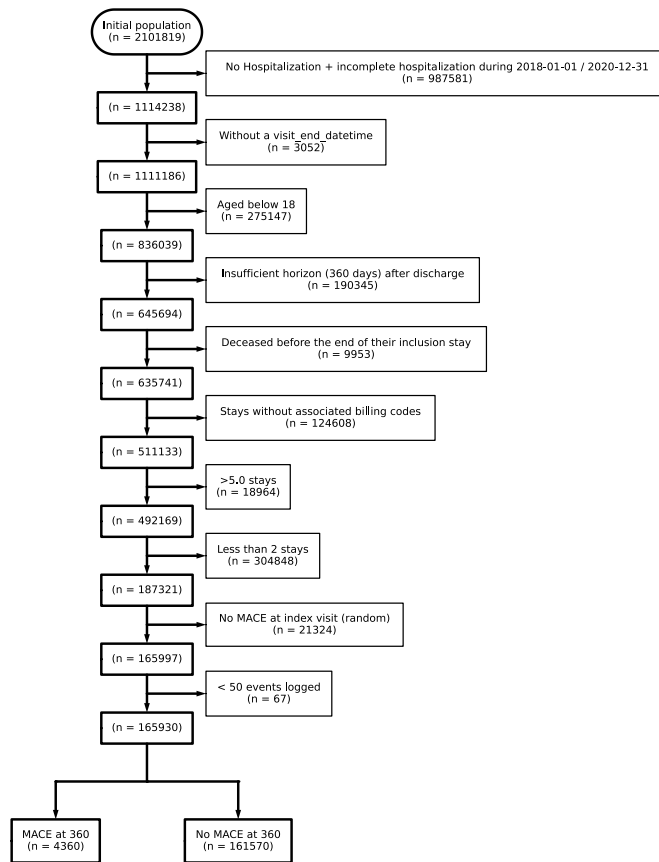 Initial population
(n = 2101819)
No Hospitalization + incomplete hospitalization during 2018-01-01 / 2020-12-31
(n = 987581)
(n = 1114238)
Without a visit_end_datetime
(n = 3052)
(n = 1111186)
Aged below 18
(n = 275147)
(n = 836039)
Insufficient horizon (360 days) after discharge
(n = 190345)
(n = 645694)
Deceased before the end of their inclusion stay
(n = 9953)
(n = 635741)
Stays without associated billing codes
(n = 124608)
(n = 511133)
>5.0 stays
(n = 18964)
(n = 492169)
Less than 2 stays
(n = 304848)
(n = 187321)
No MACE at index visit (random)
(n = 21324)
(n = 165997)
< 50 events logged
(n = 67)
(n = 165930)
MACE at 360
(n = 4360)
No MACE at 360
(n = 161570)